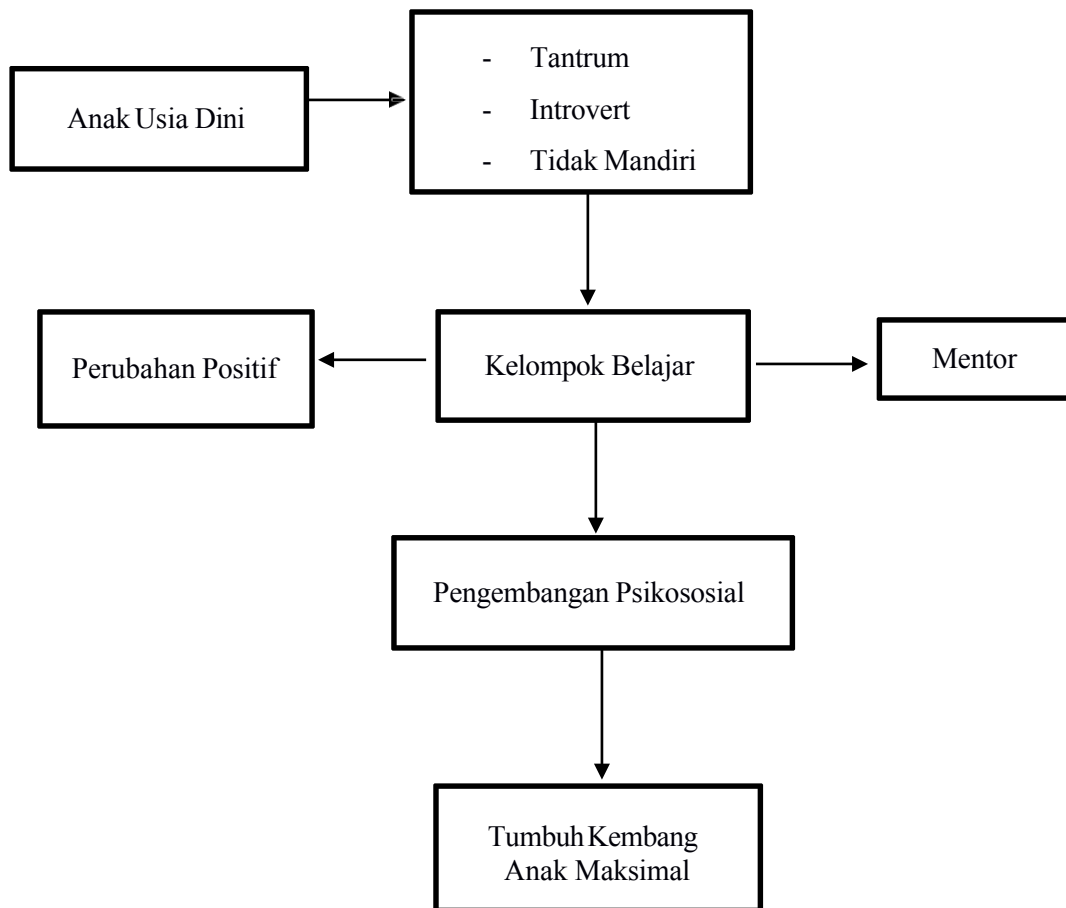 Anak Usia Dini
- Tantrum
- Introvert
- Tidak Mandiri
Perubahan Positif
Kelompok Belajar
Mentor
Pengembangan Psikososial
Tumbuh Kembang
Anak Maksimal